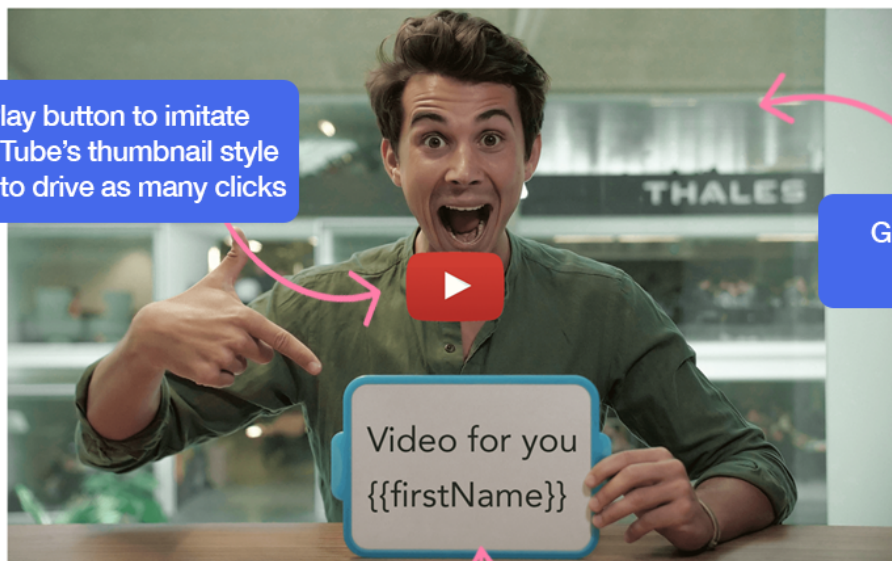 lay button to imitate
Tube’s thumbnail style
to drive as many clicks
THALES
G
Video for you
{{firstName}}